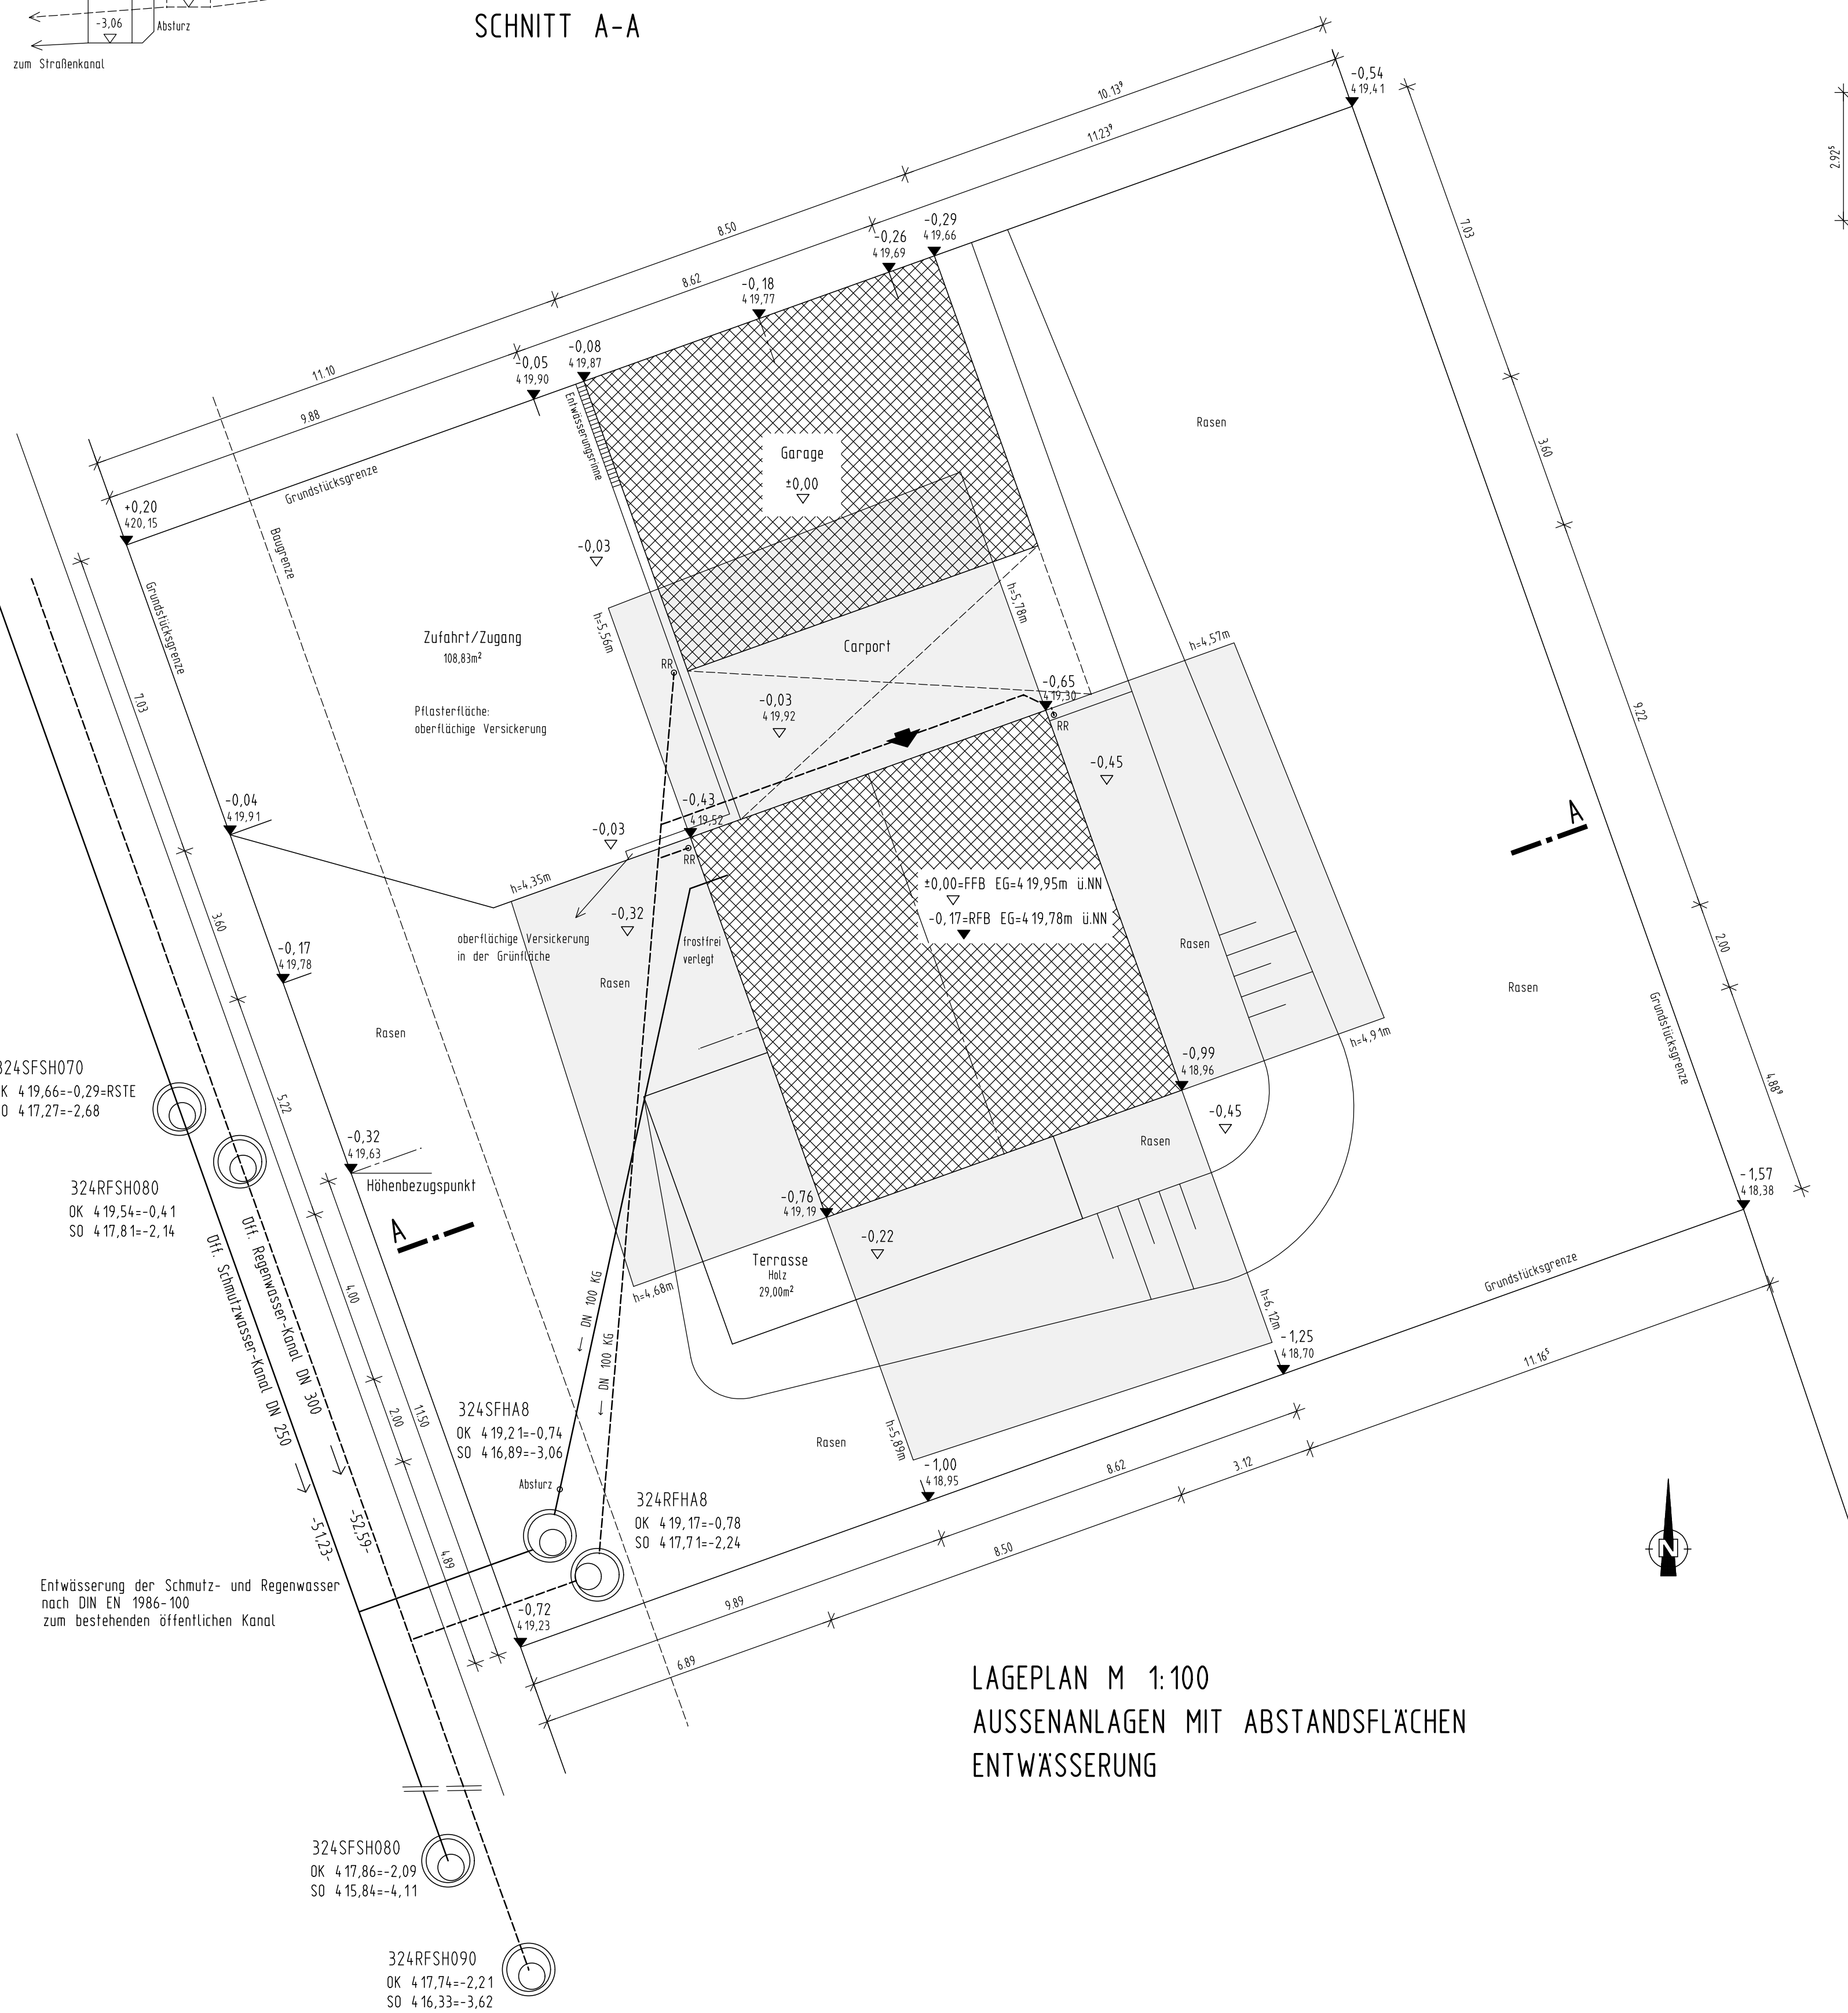 -3,06
Absturz
zum Straßenkanal
SCHNITT A-A
10.13⁹
-0,54
419,41
11.23⁹
2.92⁵
8.50
8.62
-0,29
419,66
-0,26
419,69
7.03
-0,18
419,77
11.10
9.88
-0,08
419,87
-0,05
419,90
Entwässerungsrinne
Grundstücksgrenze
Rasen
Garage
±0,00
3.60
+0,20
420,15
Baugrenze
-0,03
Grundstücksgrenze
h=5,56m
h=5,78m
Zufahrt/Zugang
108,83m²
Carport
h=4,57m
RR
7.03
-0,65
419,30
RR
-0,03
419,92
Pflasterfläche:
oberflächige Versickerung
9.22
-0,45
-0,04
419,91
-0,43
419,52
-0,03
RR
A
h=4,35m
±0,00=FFB EG=419,95m ü.NN
-0,17=RFB EG=419,78m ü.NN
-0,32
3.60
oberflächige Versickerung
in der Grünfläche
frostfrei
verlegt
Rasen
2.00
-0,17
419,78
Rasen
Rasen
Rasen
Grundstücksgrenze
h=4,91m
324SFSH070
K 419,66=-0,29=RSTE
O 417,27=-2,68
-0,99
418,96
4.88⁹
5.22
-0,45
Rasen
-0,32
419,63
Höhenbezugspunkt
324RFSH080
OK 419,54=-0,41
SO 417,81=-2,14
-0,76
419,19
-1,57
418,38
-0,22
A
Öff. Regenwasser-Kanal DN 300
Öff. Schmutzwasser-Kanal DN 250
Terrasse
Holz
29,00m²
h=4,68m
Grundstücksgrenze
4.00
DN 100 KG
DN 100 KG
h=6,12m
-1,25
418,70
11.16⁵
2.00
11.50
324SFHA8
OK 419,21=-0,74
SO 416,89=-3,06
Absturz
Rasen
h=5,89m
-1,00
418,95
8.62
3.12
324RFHA8
OK 419,17=-0,78
SO 417,71=-2,24
-51,23-
-52,59-
4.89
8.50
N
Entwässerung der Schmutz- und Regenwasser
nach DIN EN 1986-100
zum bestehenden öffentlichen Kanal
-0,72
419,23
9.89
6.89
LAGEPLAN M 1:100
AUSSENANLAGEN MIT ABSTANDSFLÄCHEN
ENTWÄSSERUNG
324SFSH080
OK 417,86=-2,09
SO 415,84=-4,11
324RFSH090
OK 417,74=-2,21
SO 416,33=-3,62